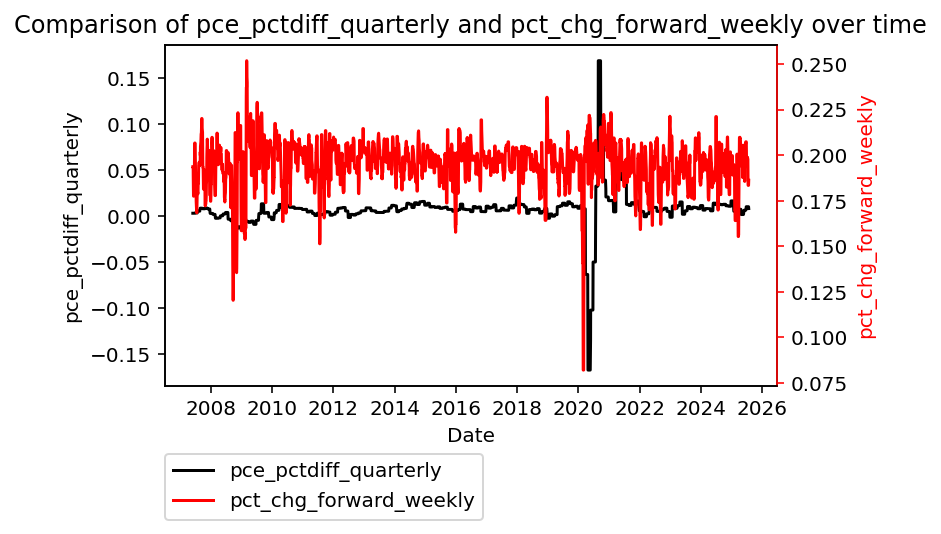 Comparison of pce_pctdiff_quarterly and pct_chg_forward_weekly over time
pce_pctdiff_quarterly
0.15
0.10
0.05
0.00
−0.05
−0.10
−0.15
0.250
0.225
0.200
0.175
0.150
0.125
0.100
0.075
pct_chg_forward_weekly
2008 2010 2012 2014 2016 2018 2020 2022 2024 2026
Date
pce_pctdiff_quarterly
pct_chg_forward_weekly